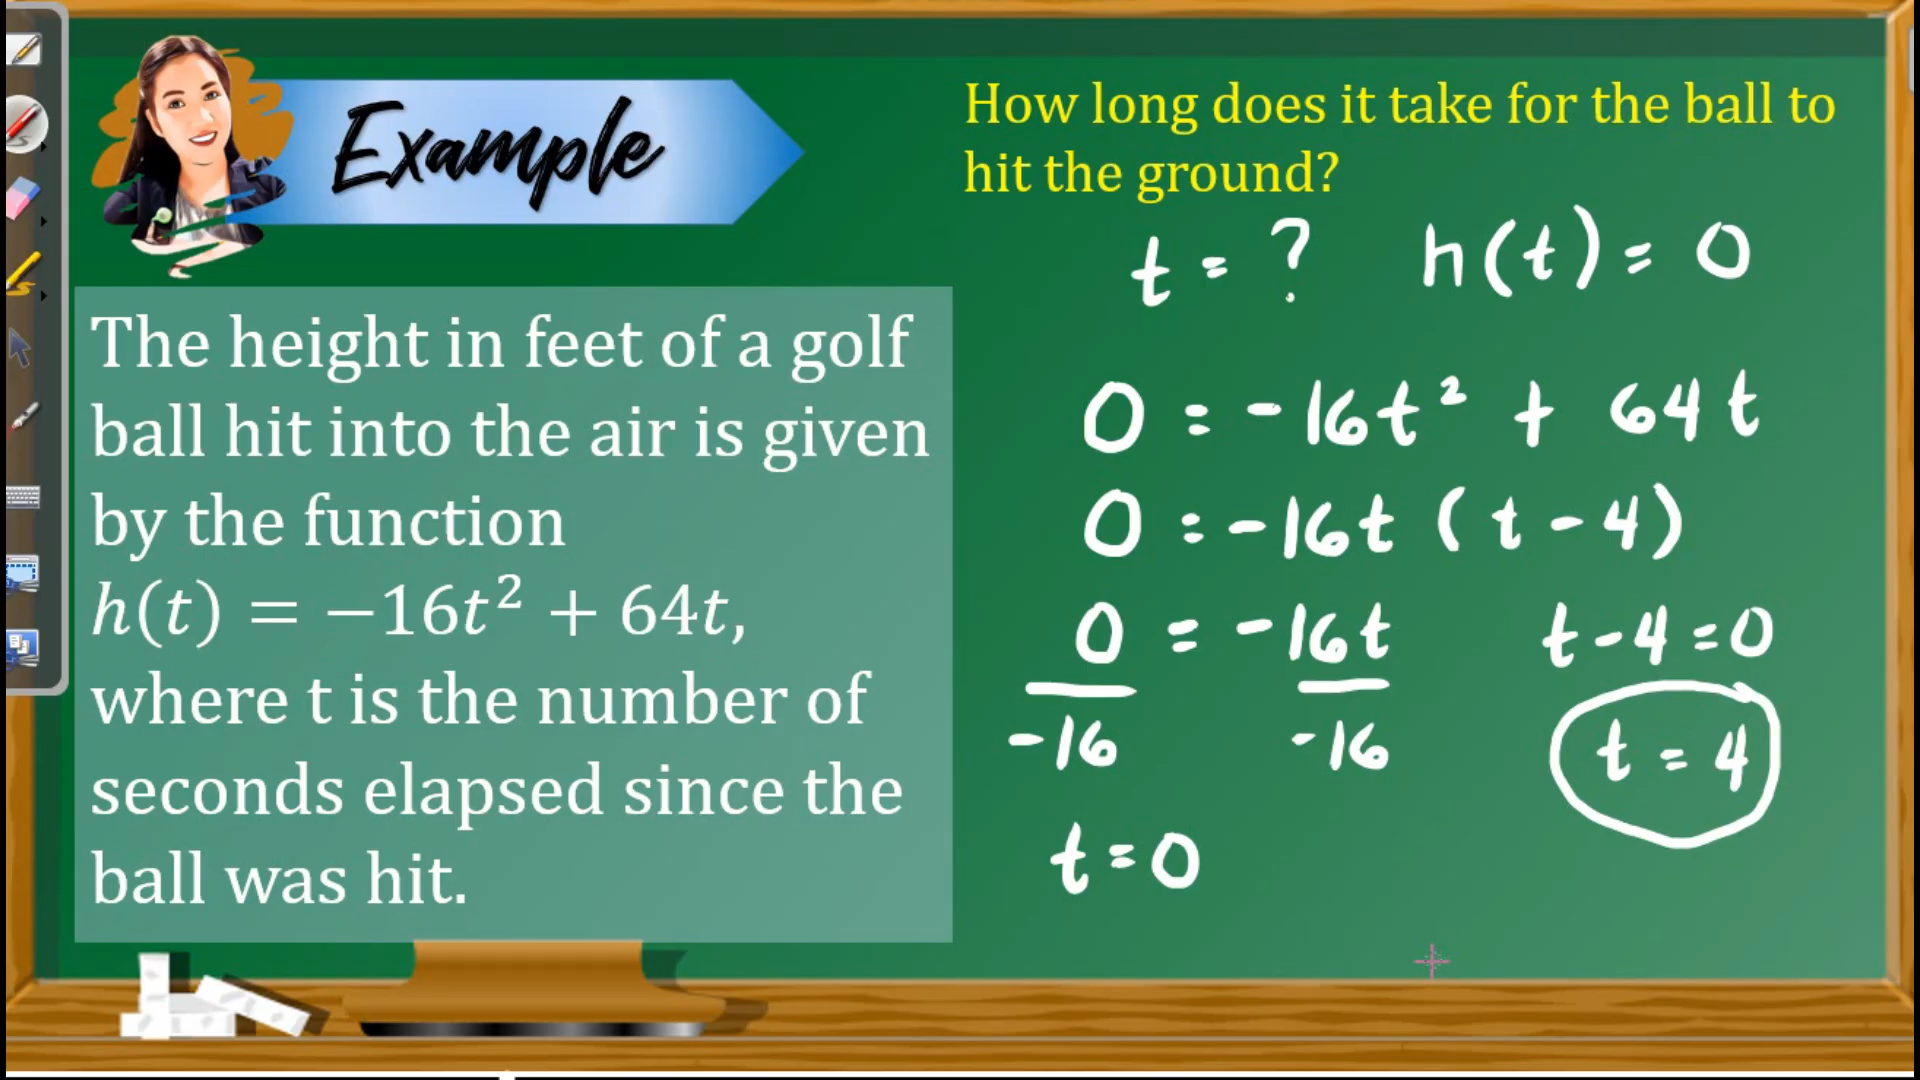 Example
The height in feet of a golf
ball hit into the air is given
by the function
h(t) = −16t² + 64t,
where t is the number of
seconds elapsed since the
ball was hit.
How long does it take for the ball to
hit the ground?
t = ? h(t) = 0
0 = -16t² + 64t
0 = -16t (t - 4)
0 = -16t t - 4 = 0
-16 -16 t = 4
t = 0